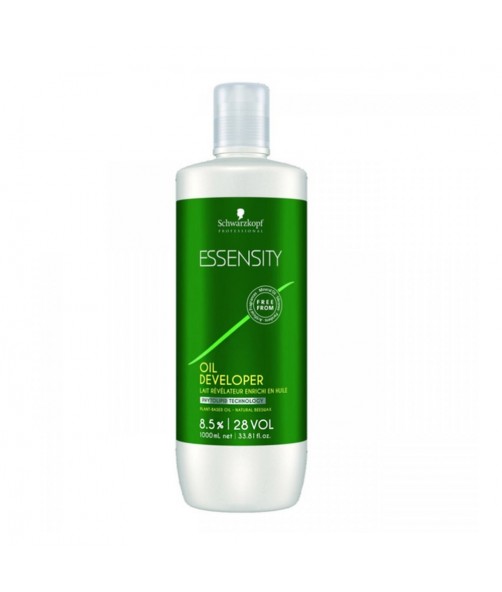 Schwarzkopf
PROFESSIONAL
ESSENSITY
FREE
FROM
OIL
DEVELOPER
LAIT RÉVÉLATEUR ENRICHI EN HUILE
PHYTOLIPID TECHNOLOGY
PLANT-BASED OIL • NATURAL BEESWAX
8.5% | 28 VOL
1000mL net | 33.81 fl.oz.